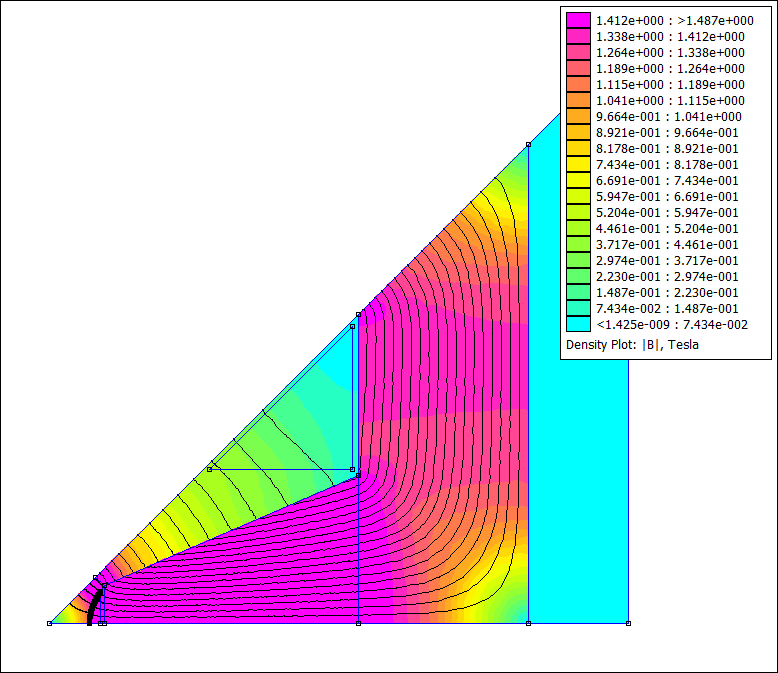 1.412e+000 : >1.487e+000
1.338e+000 : 1.412e+000
1.264e+000 : 1.338e+000
1.189e+000 : 1.264e+000
1.115e+000 : 1.189e+000
1.041e+000 : 1.115e+000
9.664e-001 : 1.041e+000
8.921e-001 : 9.664e-001
8.178e-001 : 8.921e-001
7.434e-001 : 8.178e-001
6.691e-001 : 7.434e-001
5.947e-001 : 6.691e-001
5.204e-001 : 5.947e-001
4.461e-001 : 5.204e-001
3.717e-001 : 4.461e-001
2.974e-001 : 3.717e-001
2.230e-001 : 2.974e-001
1.487e-001 : 2.230e-001
7.434e-002 : 1.487e-001
<1.425e-009 : 7.434e-002
Density Plot: |B|, Tesla